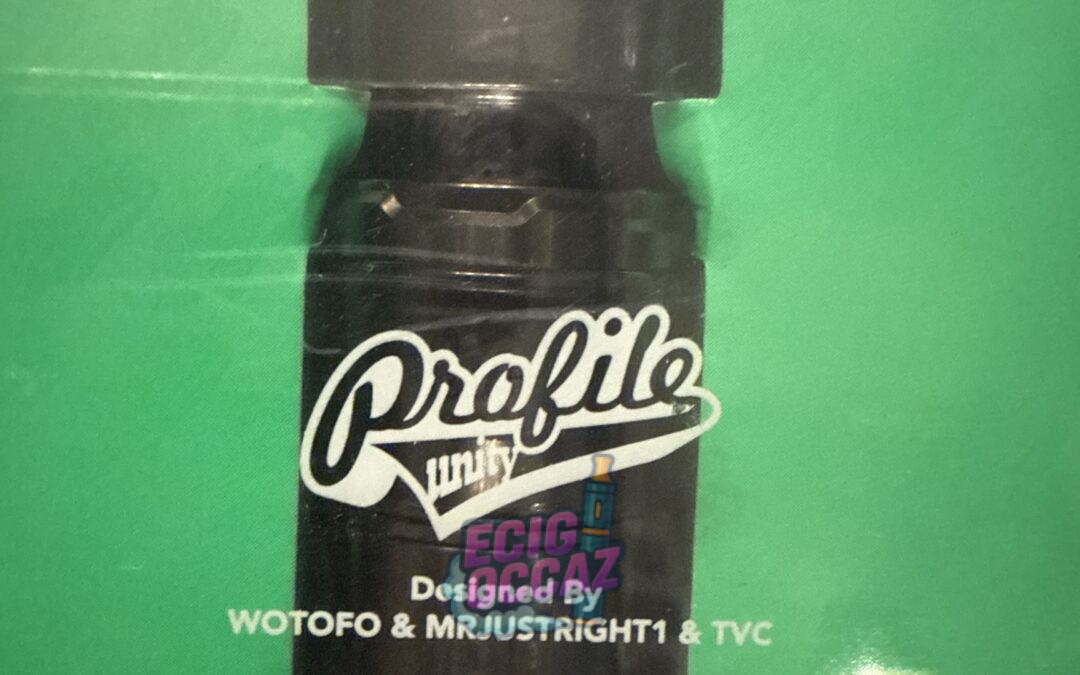 Profile
unity
ECIG
OCCAZ
Designed By
WOTOFO & MRJUSTRIGHT1 & TVC